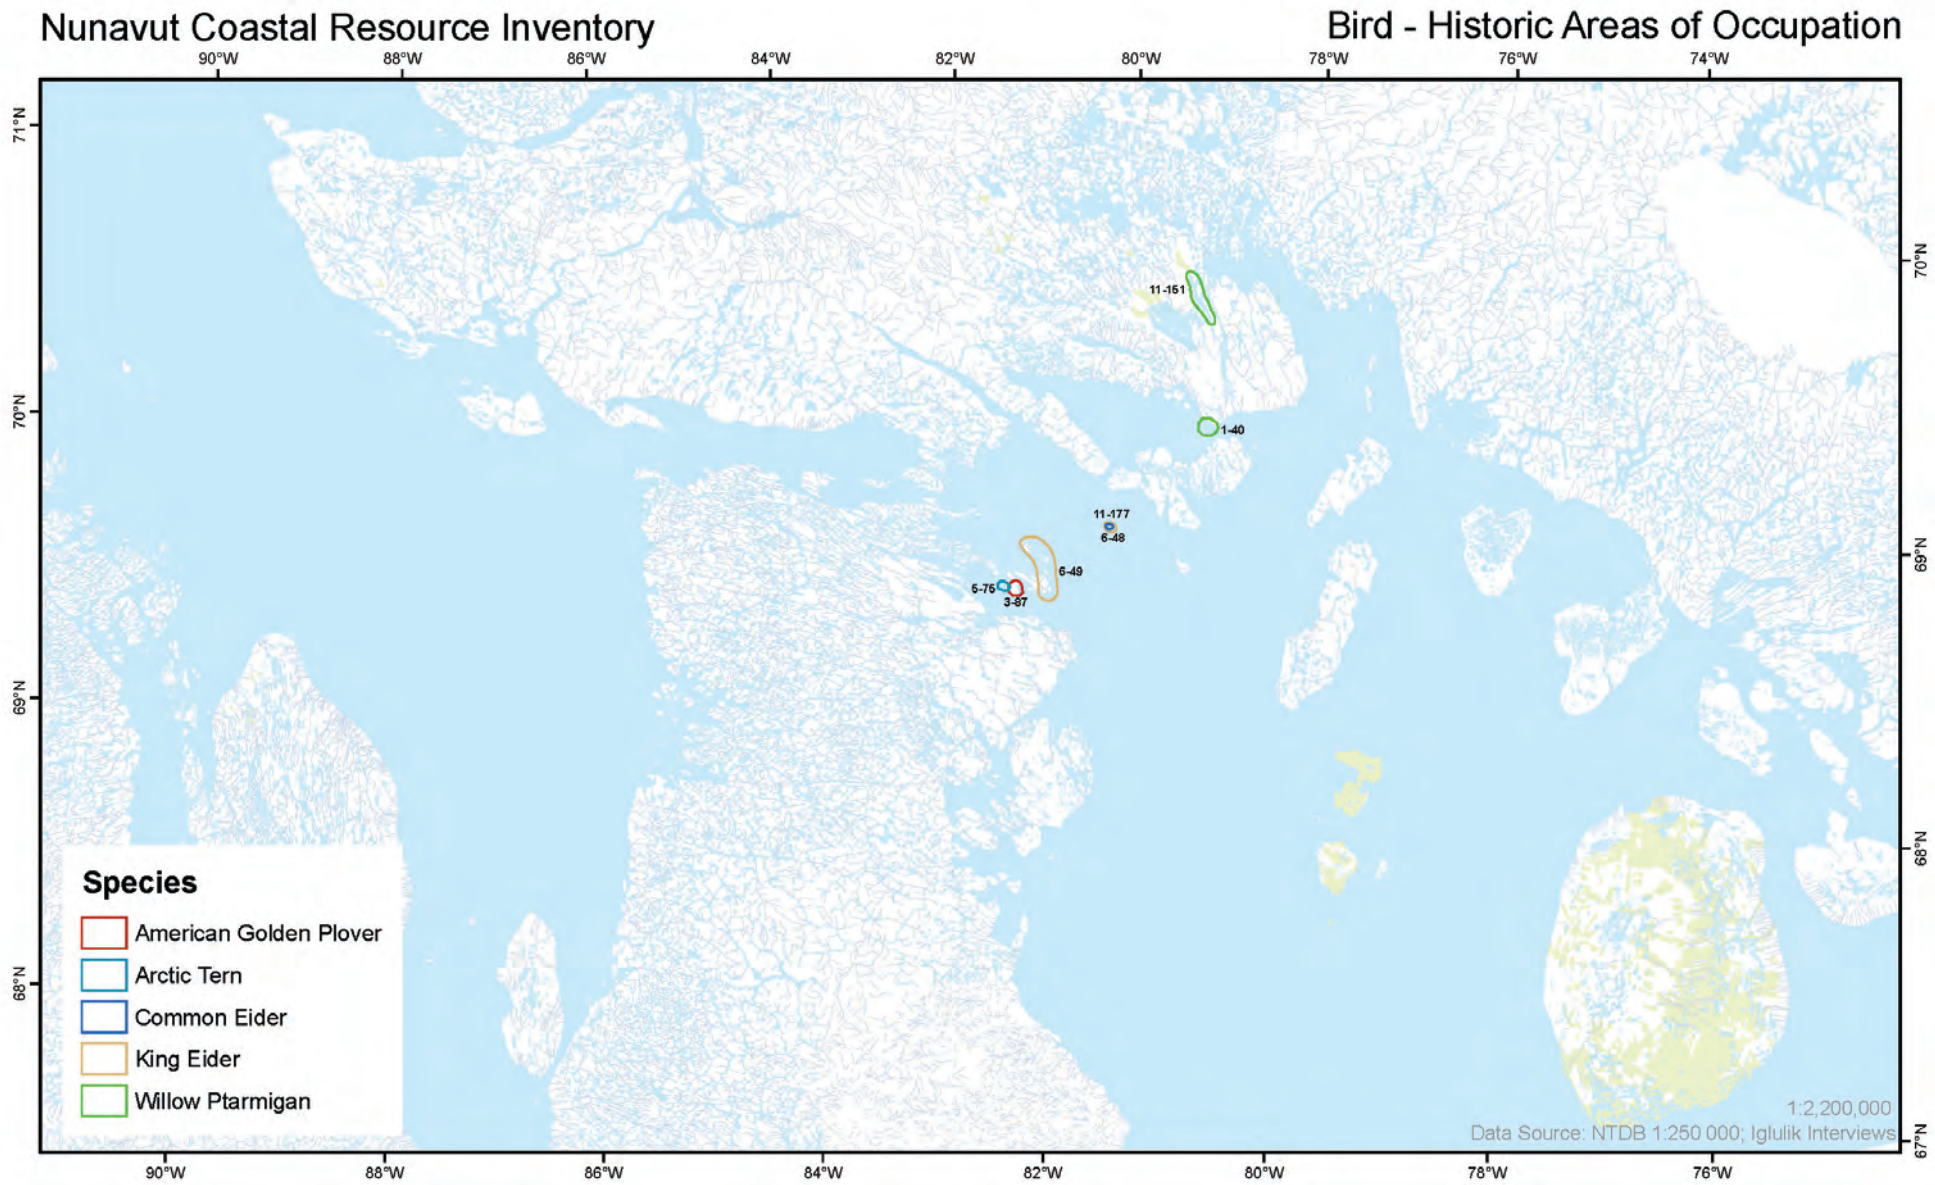 Nunavut Coastal Resource Inventory
Bird - Historic Areas of Occupation
90°W 88°W 86°W 84°W 82°W 80°W 78°W 76°W 74°W
71°N
70°N
11-151
70°N
1-40
11-177
6-48
69°N
6-49
5-75
3-87
69°N
68°N
Species
American Golden Plover
Arctic Tern
68°N
Common Eider
King Eider
Willow Ptarmigan
1:2,200,000
Data Source: NTDB 1:250 000; Iglulik Interviews
67°N
90°W 88°W 86°W 84°W 82°W 80°W 78°W 76°W